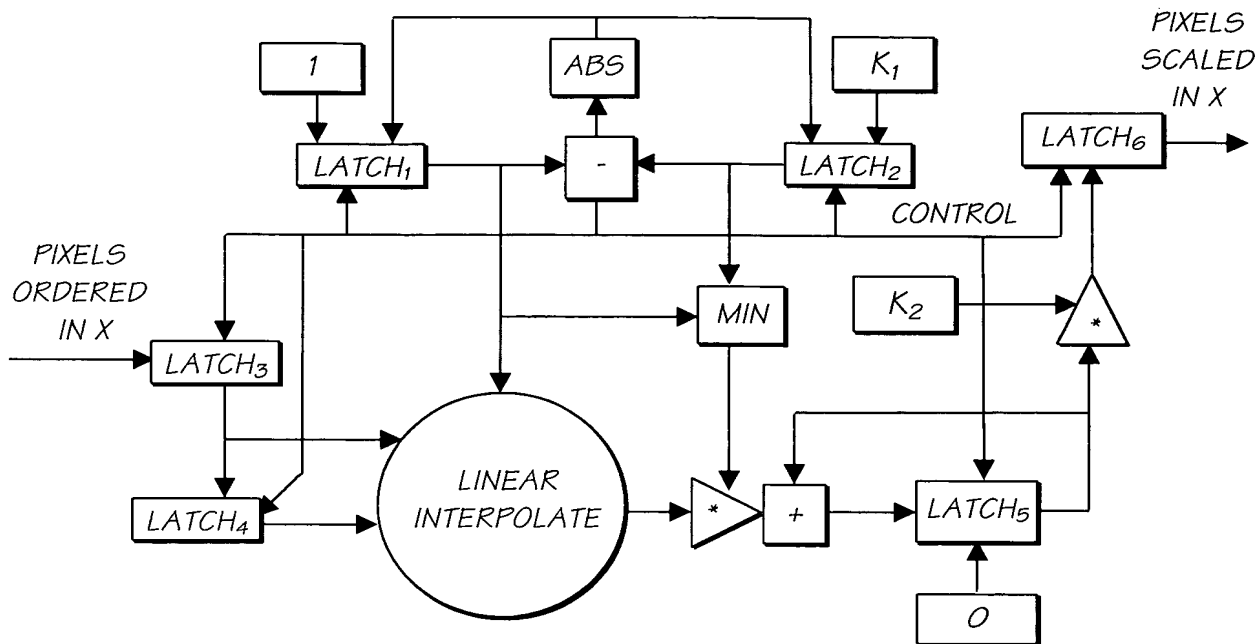 PIXELS
SCALED
IN X
1
ABS
K₁
LATCH₁
-
LATCH₂
LATCH₆
CONTROL
PIXELS
ORDERED
IN X
K₂
MIN
*
LATCH₃
LINEAR
INTERPOLATE
LATCH₄
*
+
LATCH₅
0